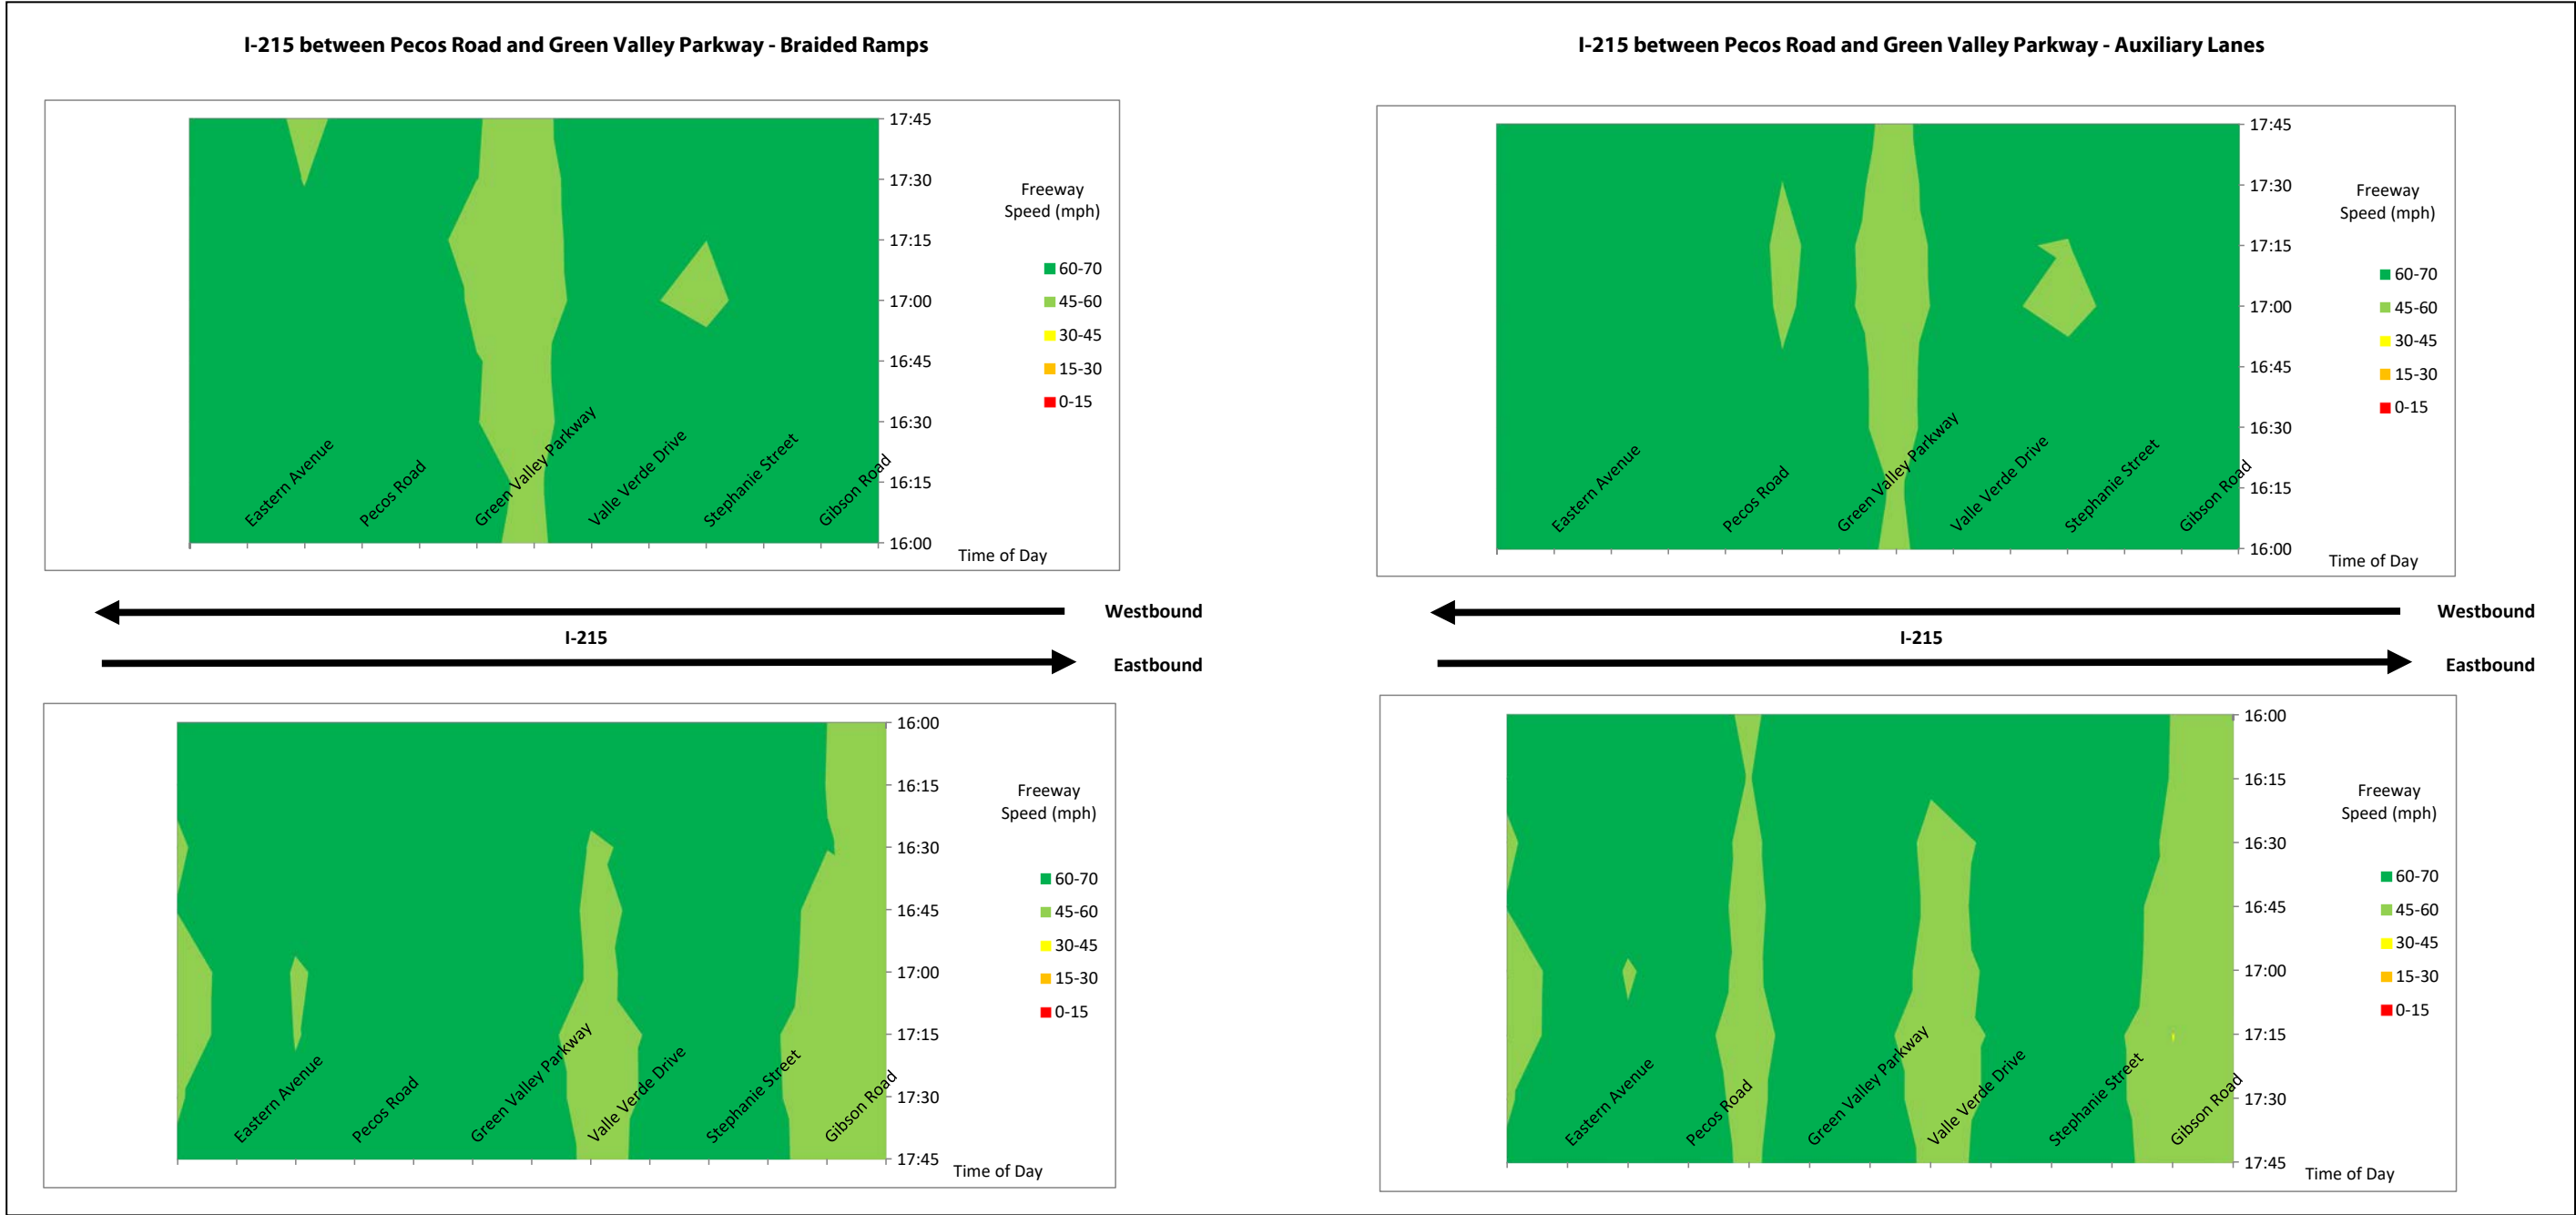 I-215 between Pecos Road and Green Valley Parkway - Braided Ramps
17:45
17:30
17:15
17:00
16:45
16:30
16:15
16:00
Eastern Avenue
Pecos Road
Green Valley Parkway
Valle Verde Drive
Stephanie Street
Gibson Road
Time of Day
Freeway
Speed (mph)
60-70
45-60
30-45
15-30
0-15
I-215 between Pecos Road and Green Valley Parkway - Auxiliary Lanes
17:45
17:30
17:15
17:00
16:45
16:30
16:15
16:00
Eastern Avenue
Pecos Road
Green Valley Parkway
Valle Verde Drive
Stephanie Street
Gibson Road
Time of Day
Freeway
Speed (mph)
60-70
45-60
30-45
15-30
0-15
Westbound
I-215
Eastbound
Westbound
I-215
Eastbound
16:00
16:15
16:30
16:45
17:00
17:15
17:30
17:45
Eastern Avenue
Pecos Road
Green Valley Parkway
Valle Verde Drive
Stephanie Street
Gibson Road
Time of Day
Freeway
Speed (mph)
60-70
45-60
30-45
15-30
0-15
16:00
16:15
16:30
16:45
17:00
17:15
17:30
17:45
Eastern Avenue
Pecos Road
Green Valley Parkway
Valle Verde Drive
Stephanie Street
Gibson Road
Time of Day
Freeway
Speed (mph)
60-70
45-60
30-45
15-30
0-15